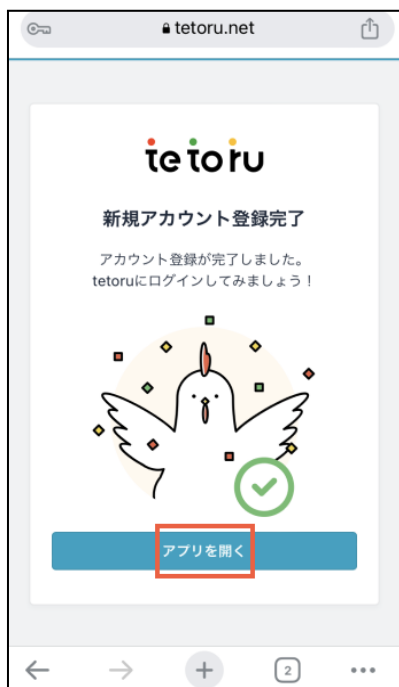 tetoru.net
tetoru
新規アカウント登録完了
アカウント登録が完了しました。
tetoruにログインしてみましょう！
アプリを開く
2